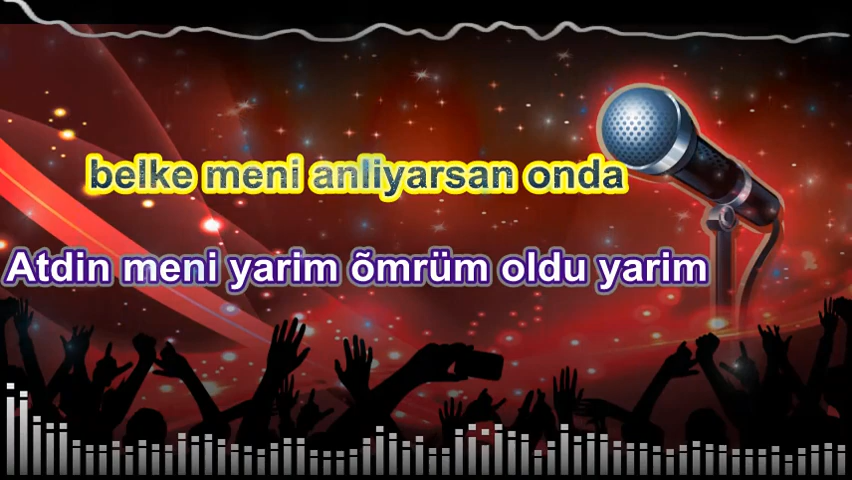 belke meni anliyarsan onda
Atdin meni yarim õmrüm oldu yarim